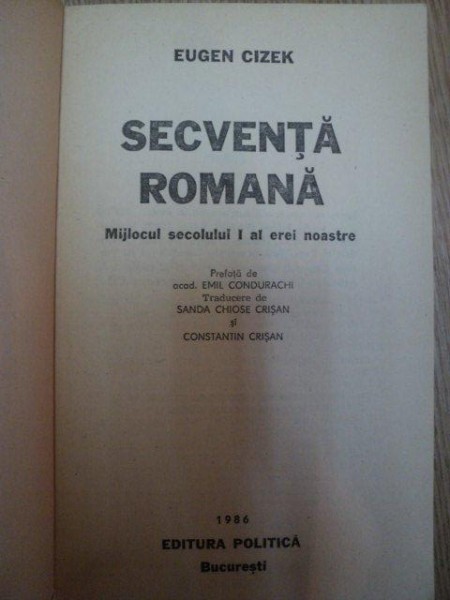 EUGEN CIZEK
SECVENȚĂ
ROMANĂ
Mijlocul secolului I al erei noastre
Prefață de
acad. EMIL CONDURACHI
Traducere de
SANDA CHIOSE CRIȘAN
și
CONSTANTIN CRIȘAN
1986
EDITURA POLITICĂ
București